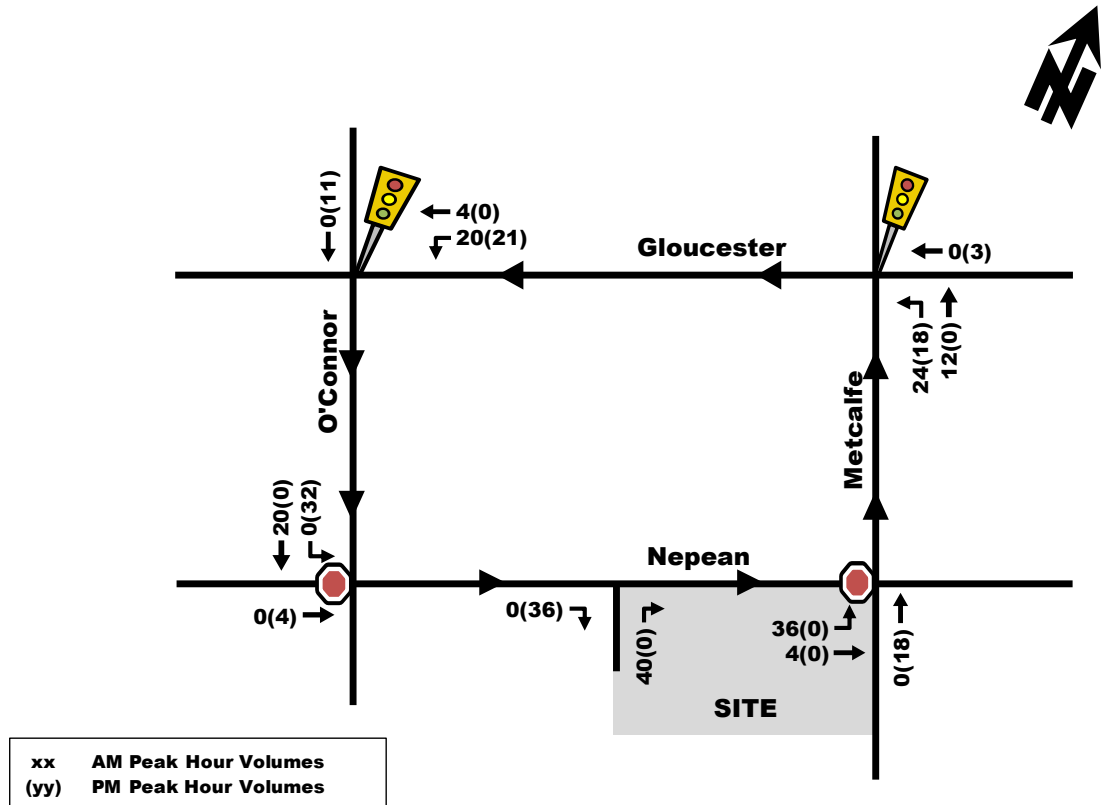 0(11)
4(0)
20(21)
Gloucester
0(3)
24(18)
12(0)
O'Connor
Metcalfe
20(0)
0(32)
Nepean
0(4)
0(36)
40(0)
36(0)
4(0)
0(18)
SITE
xx AM Peak Hour Volumes
(yy) PM Peak Hour Volumes
N